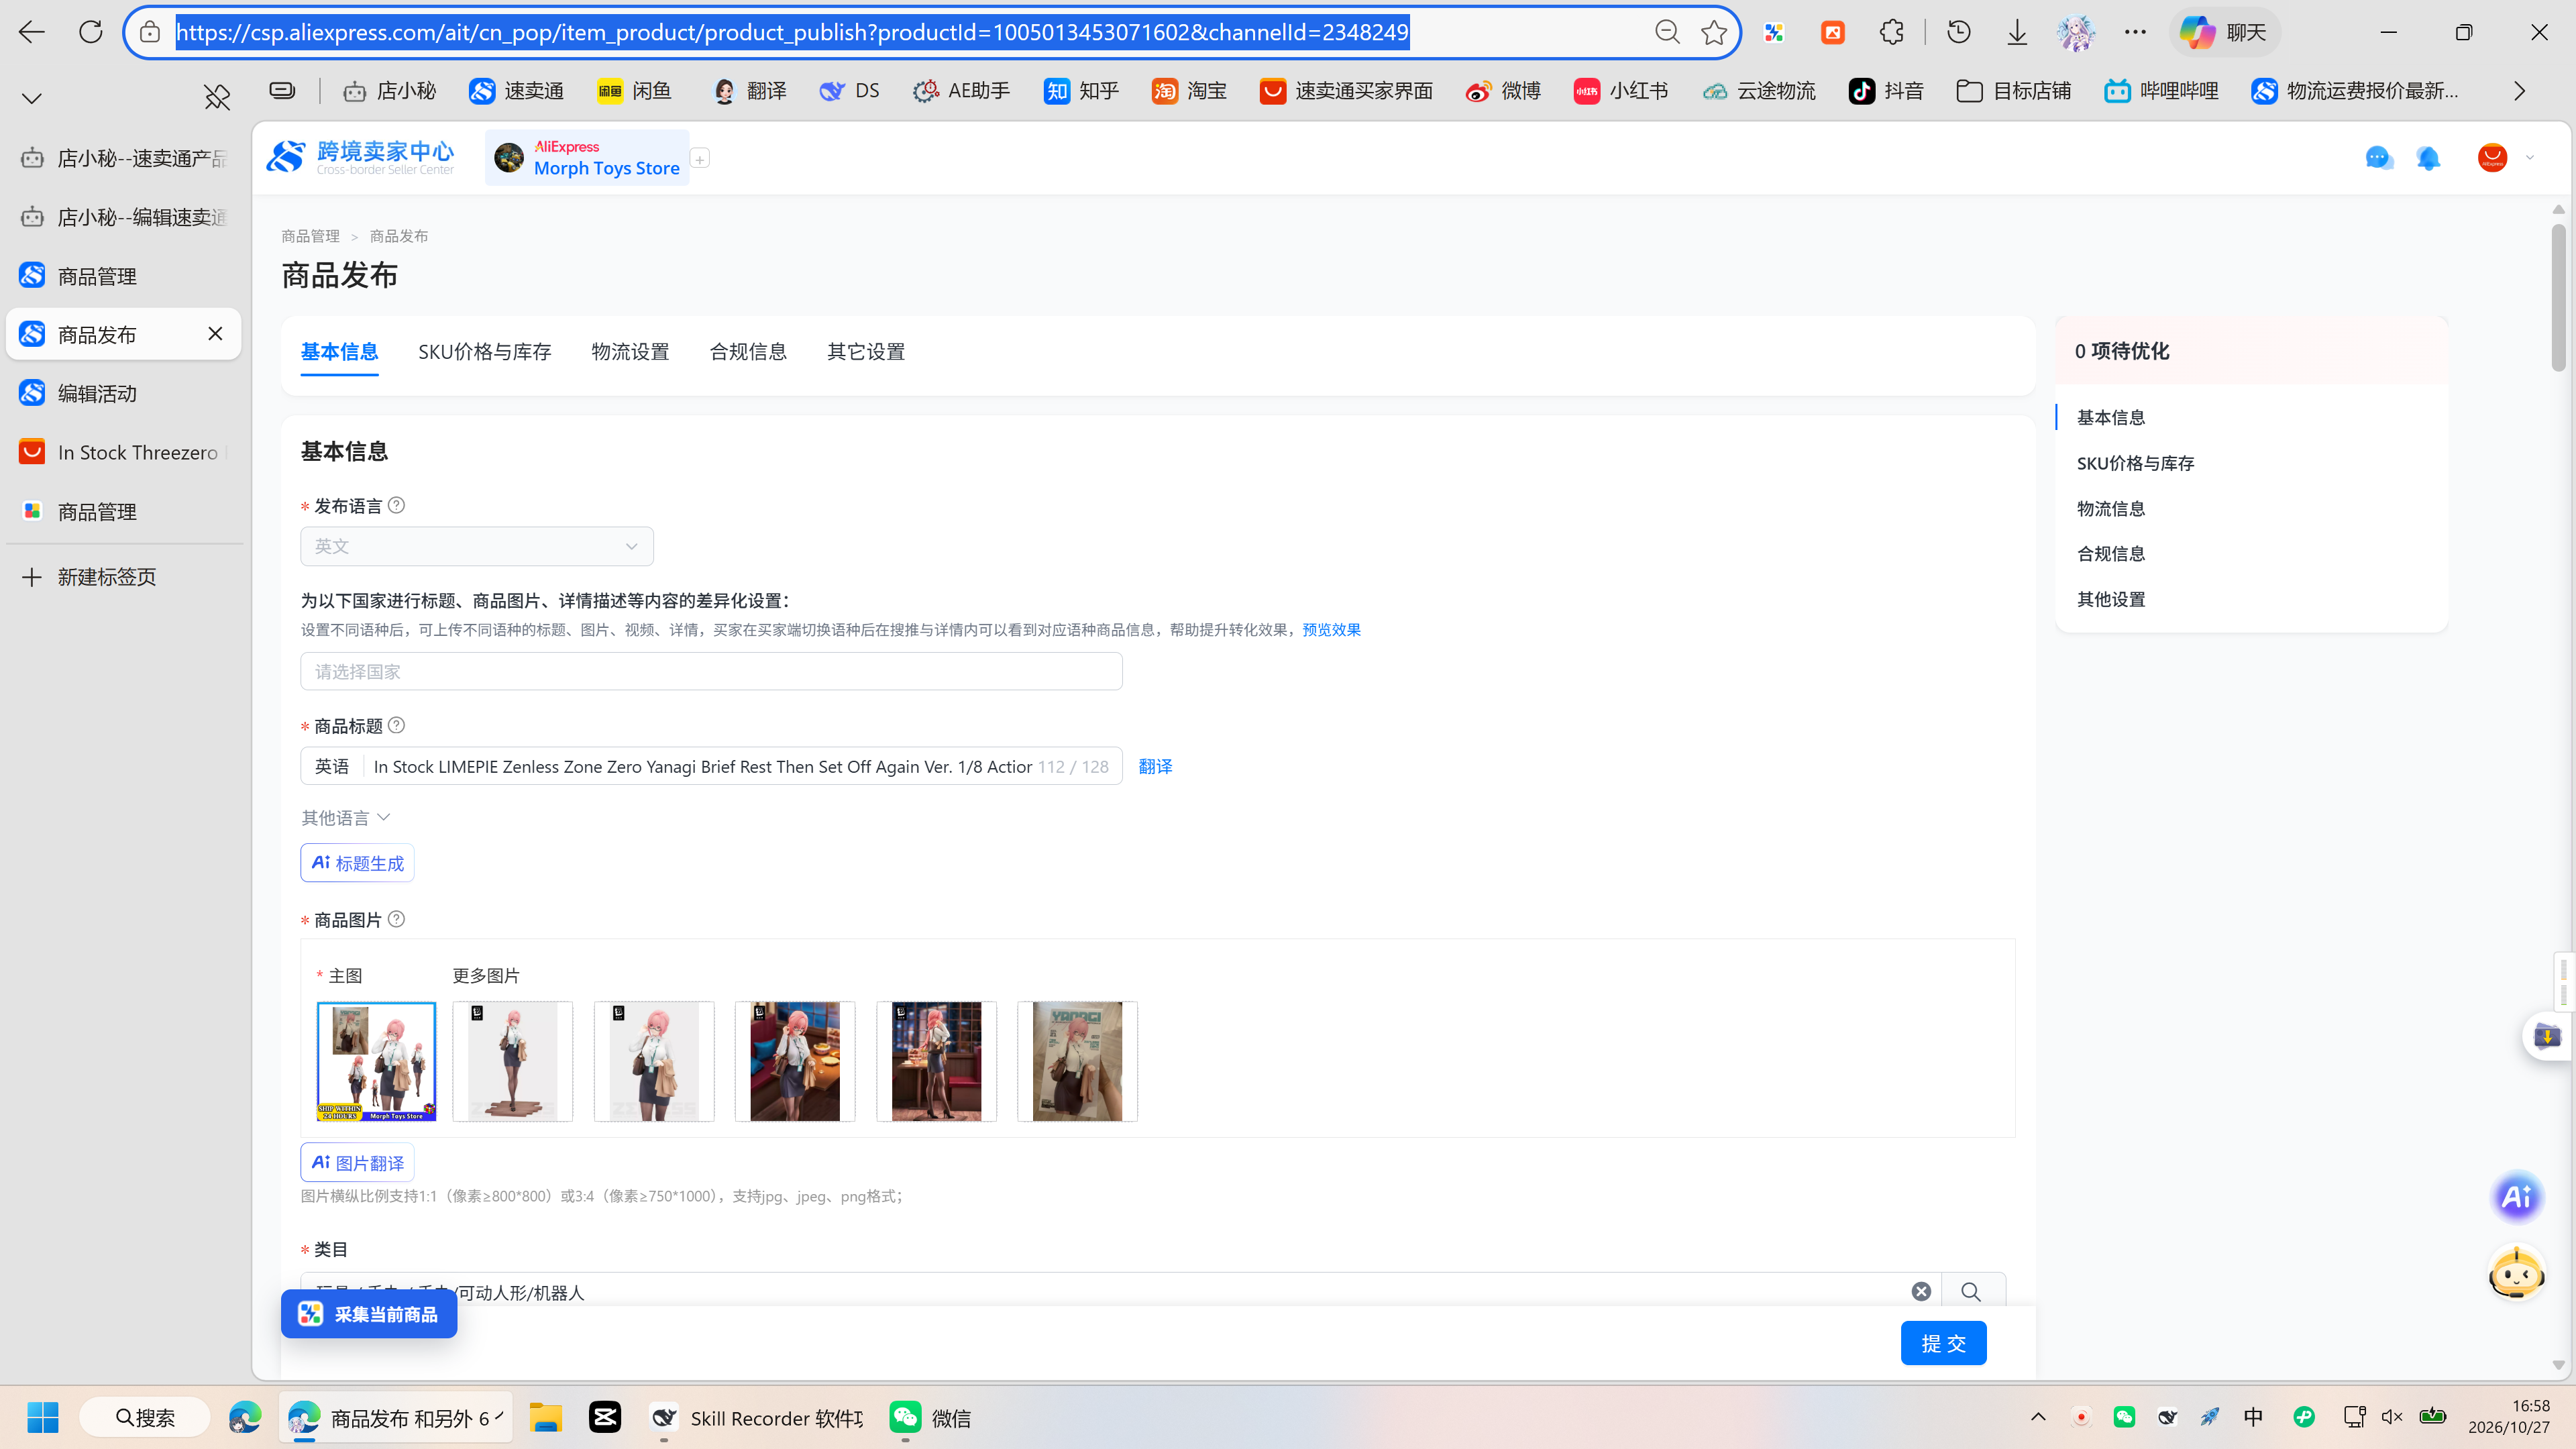 https://csp.aliexpress.com/ait/cn_pop/item_product/product_publish?productId=1005013453071602&channelId=2348249
聊天
店小秘
速卖通
闲鱼
翻译
DS
AE助手
知乎
淘宝
速卖通买家界面
微博
小红书
云途物流
抖音
目标店铺
哔哩哔哩
物流运费报价最新...
店小秘--速卖通产品
店小秘--编辑速卖通
商品管理
商品发布
编辑活动
In Stock Threezero
商品管理
新建标签页
跨境卖家中心
Cross-border Seller Center
AliExpress
Morph Toys Store
商品管理 > 商品发布
商品发布
基本信息
SKU价格与库存
物流设置
合规信息
其它设置
0 项待优化
基本信息
SKU价格与库存
物流信息
合规信息
其他设置
基本信息
* 发布语言
英文
为以下国家进行标题、商品图片、详情描述等内容的差异化设置：
设置不同语种后，可上传不同语种的标题、图片、视频、详情，买家在买家端切换语种后在搜推与详情内可以看到对应语种商品信息，帮助提升转化效果，预览效果
请选择国家
* 商品标题
英语 In Stock LIMEPIE Zenless Zone Zero Yanagi Brief Rest Then Set Off Again Ver. 1/8 Action 112 / 128 翻译
其他语言
Ai 标题生成
* 商品图片
* 主图
更多图片
SHIP WITHIN
24 HOURS
Morph Toys Store
YANAGI
Ai 图片翻译
图片横纵比例支持1:1（像素≥800*800）或3:4（像素≥750*1000），支持jpg、jpeg、png格式；
* 类目
/可动人形/机器人
采集当前商品
提 交
Ai
搜索
商品发布 和另外 6 个
Skill Recorder 软件功
微信
中
16:58
2026/10/27